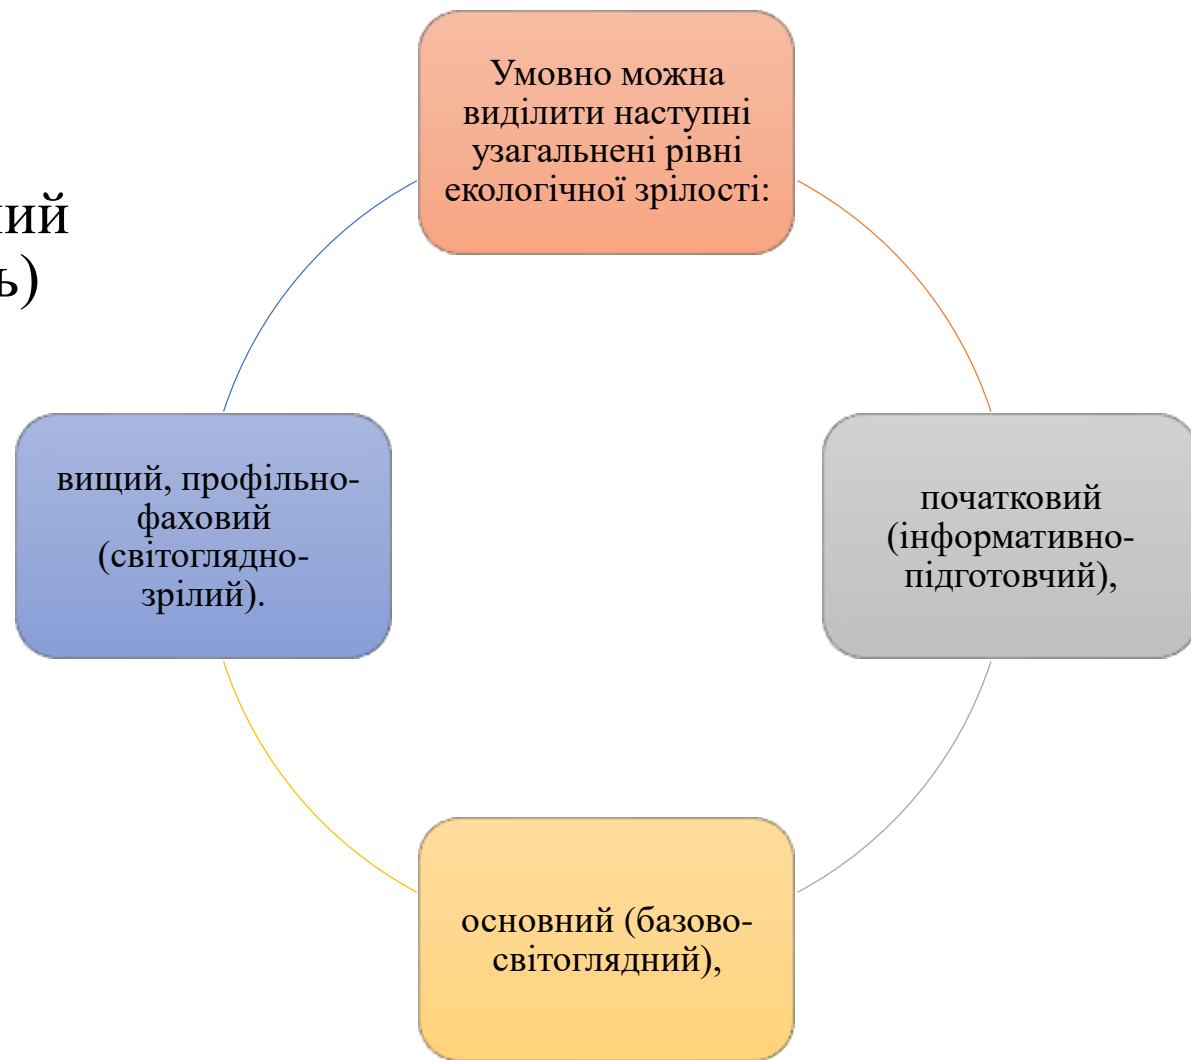 Умовно можна
виділити наступні
узагальнені рівні
екологічної зрілості:
початковий
(інформативно-
підготовчий),
основний (базово-
світоглядний),
вищий, профільно-
фаховий
(світоглядно-
зрілий).